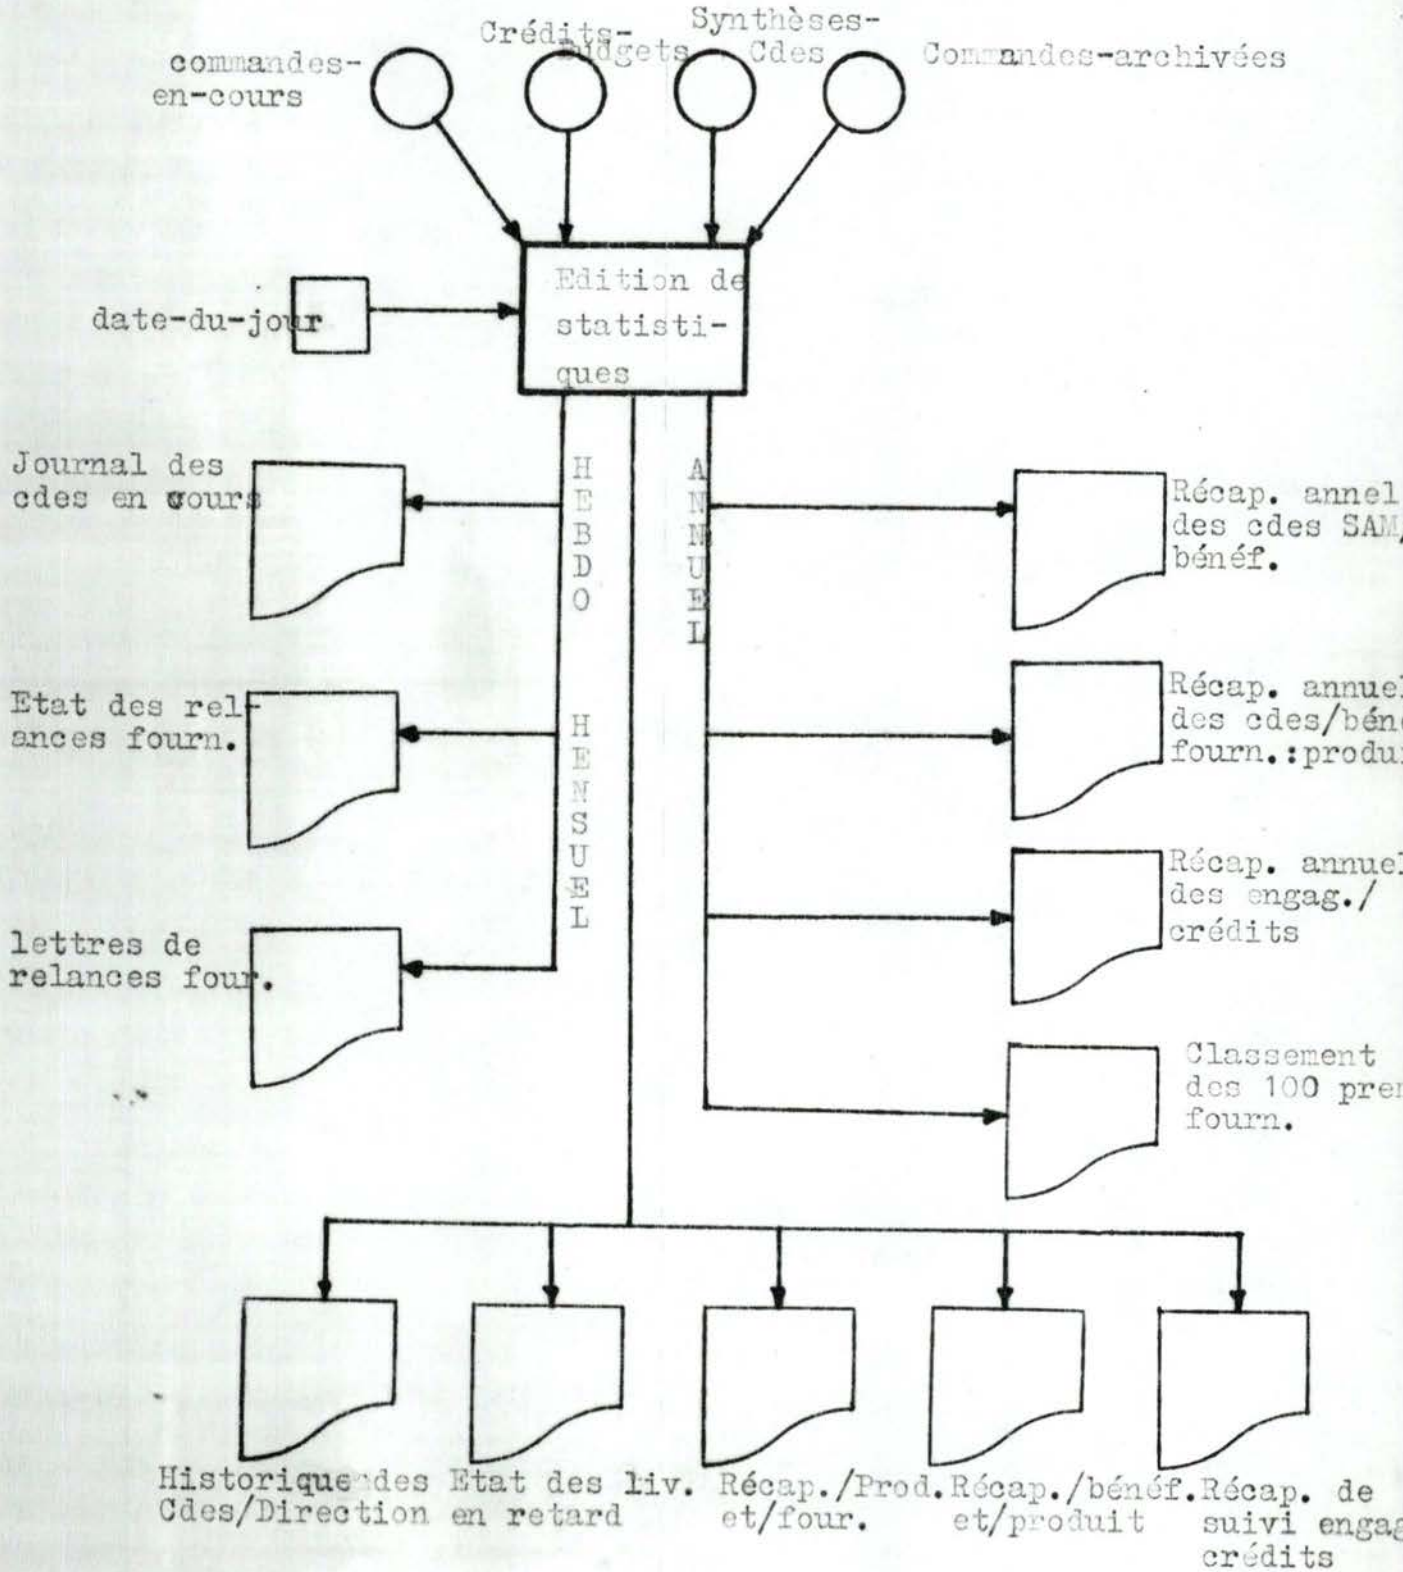 commandes-
en-cours
Crédits-
Budgets
Synthèses-
Cdes
Commandes-archivées
Edition de
statisti-
ques
date-du-jour
HEBDO
HENSUEL
ANNUEL
Journal des
cdes en cours
Etat des rel-
ances fourn.
lettres de
relances four.
Récap. annel
des cdes SAM/
bénéf.
Récap. annuel
des cdes/béné
fourn.:produi
Récap. annuel
des engag./
crédits
Classement
des 100 prem
fourn.
Historique des
Cdes/Direction
Etat des liv.
en retard
Récap./Prod.
et/four.
Récap./bénéf.
et/produit
Récap. de
suivi engag
crédits